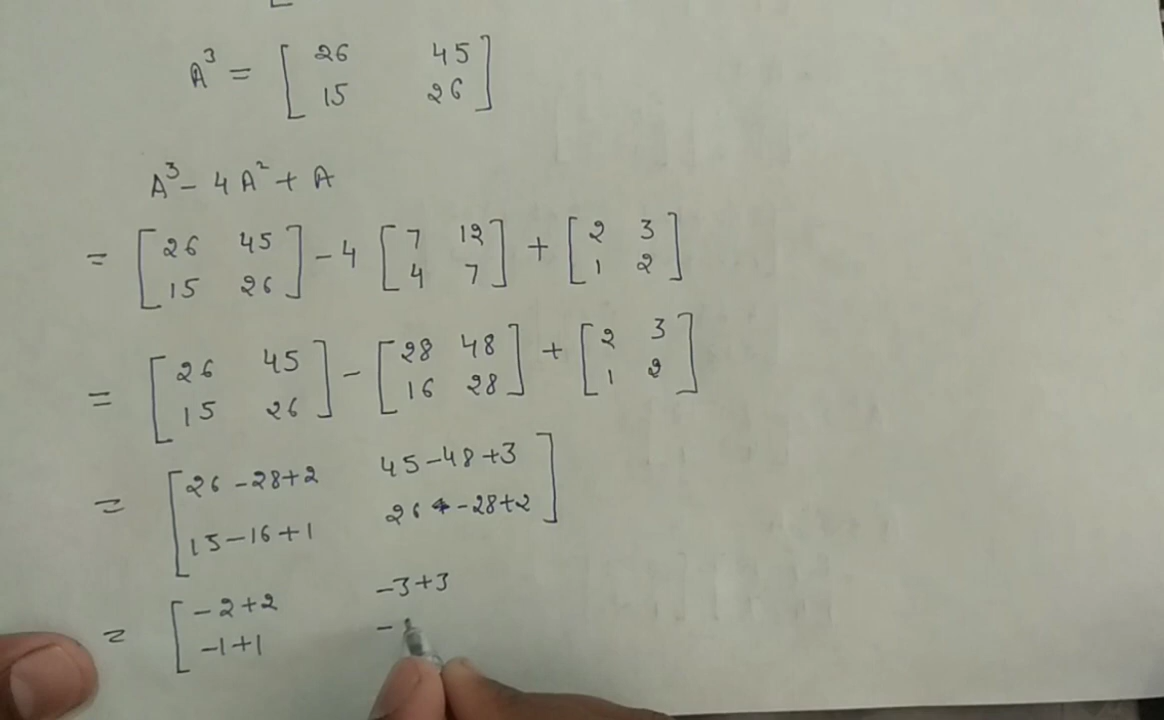 A³ = [ 26 45
15 26 ]
A³ - 4A² + A
= [ 26 45
15 26 ] - 4 [ 7 12
4 7 ] + [ 2 3
1 2 ]
= [ 26 45
15 26 ] - [ 28 48
16 28 ] + [ 2 3
1 2 ]
= [ 26 -28+2 45-48+3
15-16+1 26 -28+2 ]
= [ -2+2 -3+3
-1+1 -